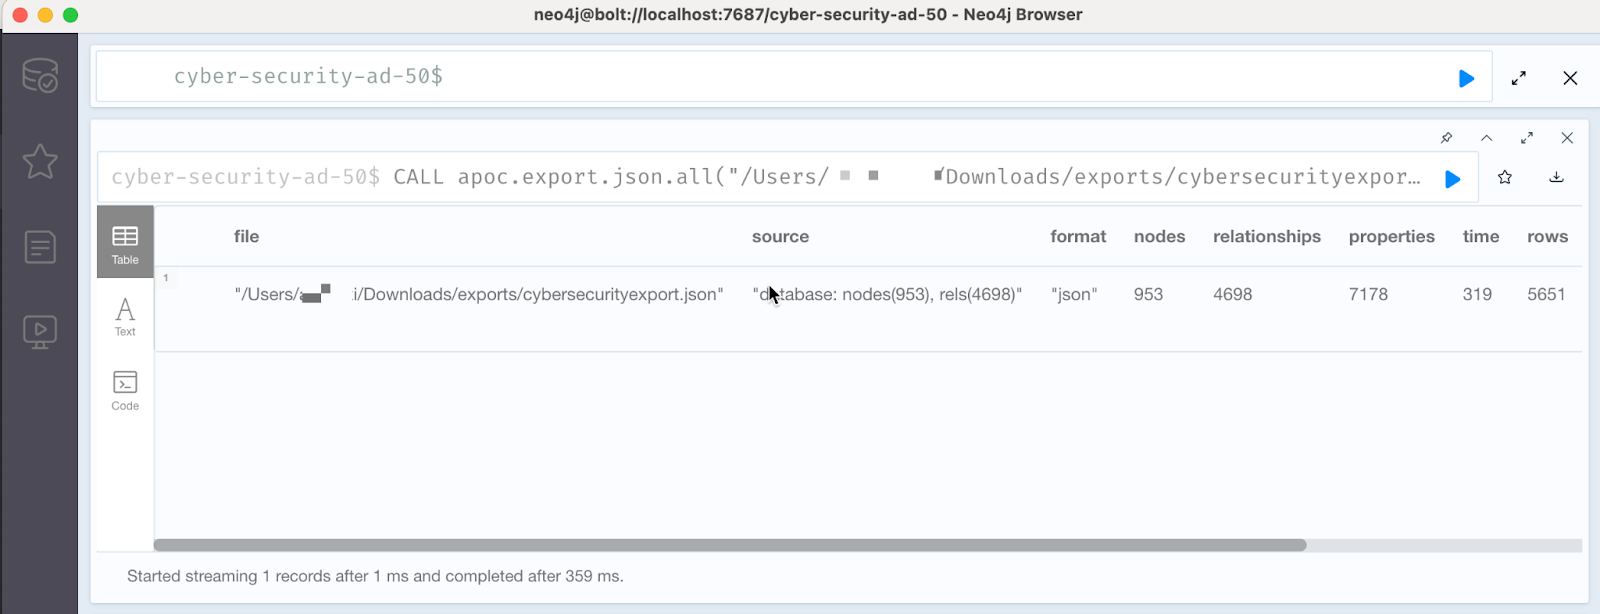 neo4j@bolt://localhost:7687/cyber-security-ad-50 - Neo4j Browser
cyber-security-ad-50$
cyber-security-ad-50$ CALL apoc.export.json.all("/Users/ /Downloads/exports/cybersecurityexpor…
Table
Text
Code
file source format nodes relationships properties time rows
1
"/Users/ i/Downloads/exports/cybersecurityexport.json" "database: nodes(953), rels(4698)" "json" 953 4698 7178 319 5651
Started streaming 1 records after 1 ms and completed after 359 ms.